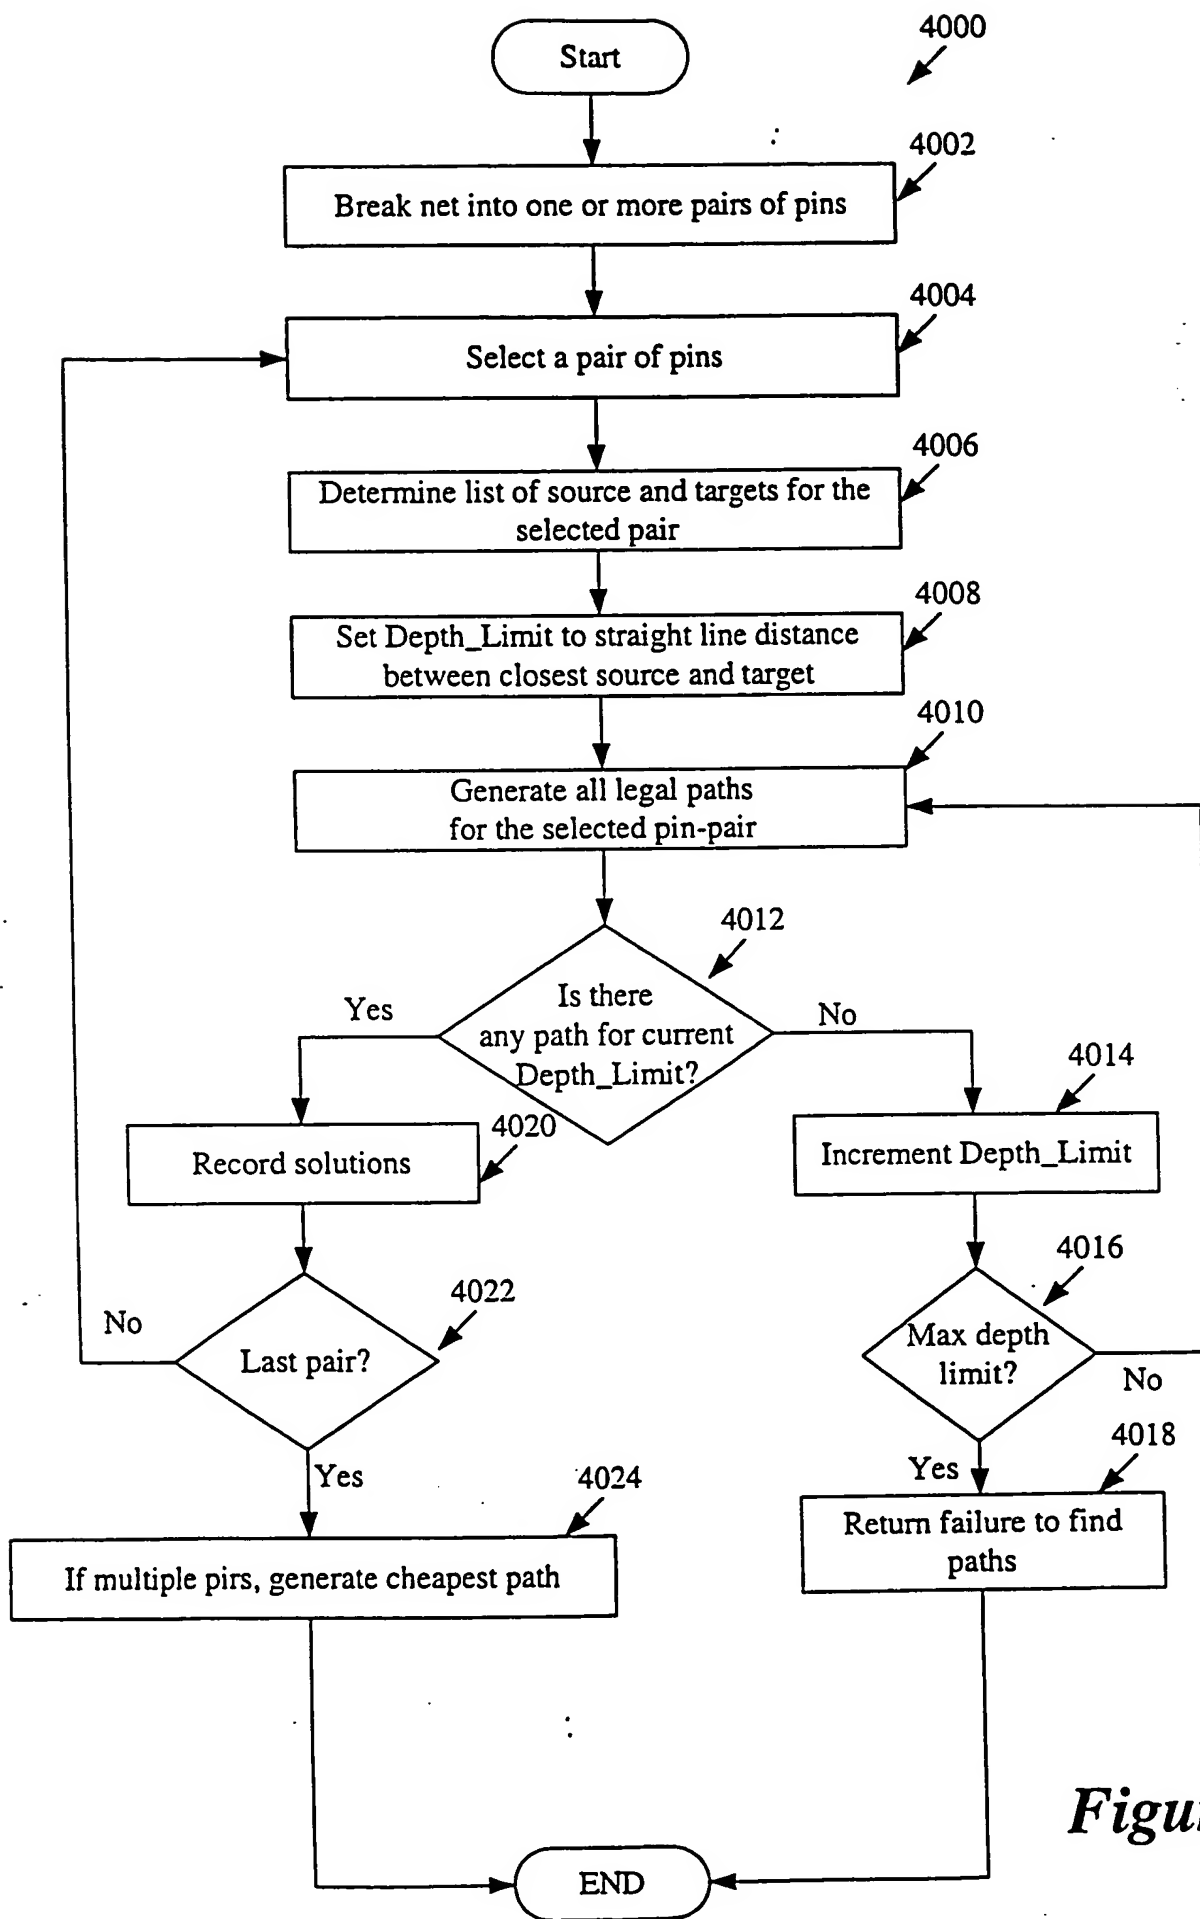 Start
4000
4002
Break net into one or more pairs of pins
4004
Select a pair of pins
4006
Determine list of source and targets for the
selected pair
4008
Set Depth_Limit to straight line distance
between closest source and target
4010
Generate all legal paths
for the selected pin-pair
4012
Is there
any path for current
Depth_Limit?
Yes
No
4014
Increment Depth_Limit
4020
Record solutions
4016
Max depth
limit?
No
4022
Last pair?
No
Yes
4018
Yes
Return failure to find
paths
4024
If multiple pirs, generate cheapest path
END